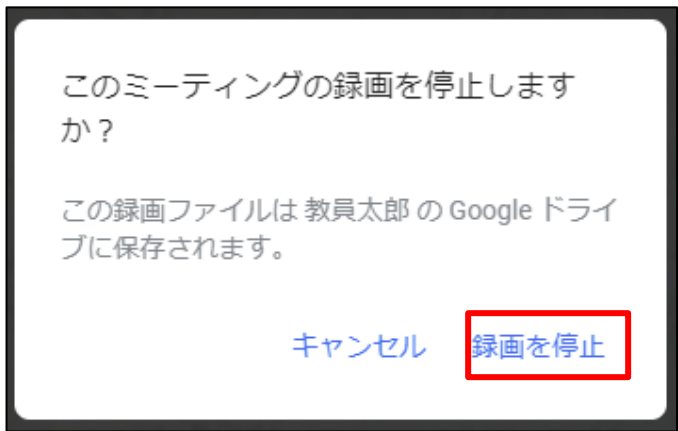 このミーティングの録画を停止します
か？
この録画ファイルは 教員太郎 の Google ドライ
ブに保存されます。
キャンセル 録画を停止